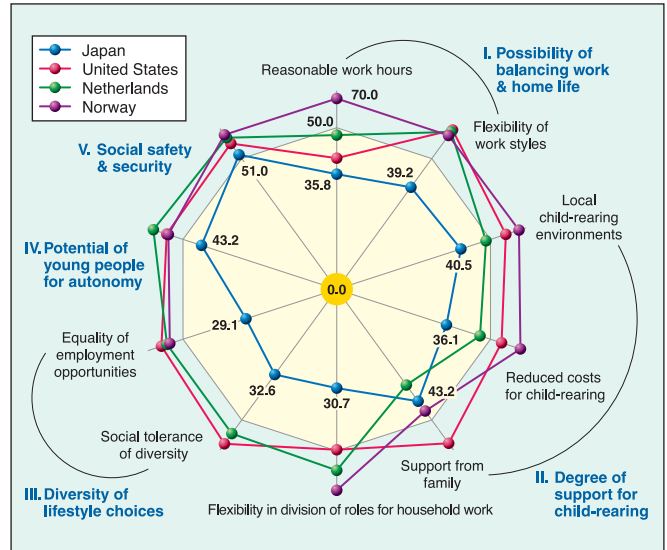 Japan
United States
Netherlands
Norway
Reasonable work hours
70.0
50.0
35.8
I. Possibility of
balancing work
& home life
Flexibility of
work styles
39.2
Local
child-rearing
environments
40.5
36.1
Reduced costs
for child-rearing
43.2
Support from
family
II. Degree of
support for
child-rearing
30.7
Flexibility in division of roles for household work
32.6
Social tolerance
of diversity
III. Diversity of
lifestyle choices
29.1
Equality of
employment
opportunities
43.2
IV. Potential of
young people
for autonomy
51.0
V. Social safety
& security
0.0